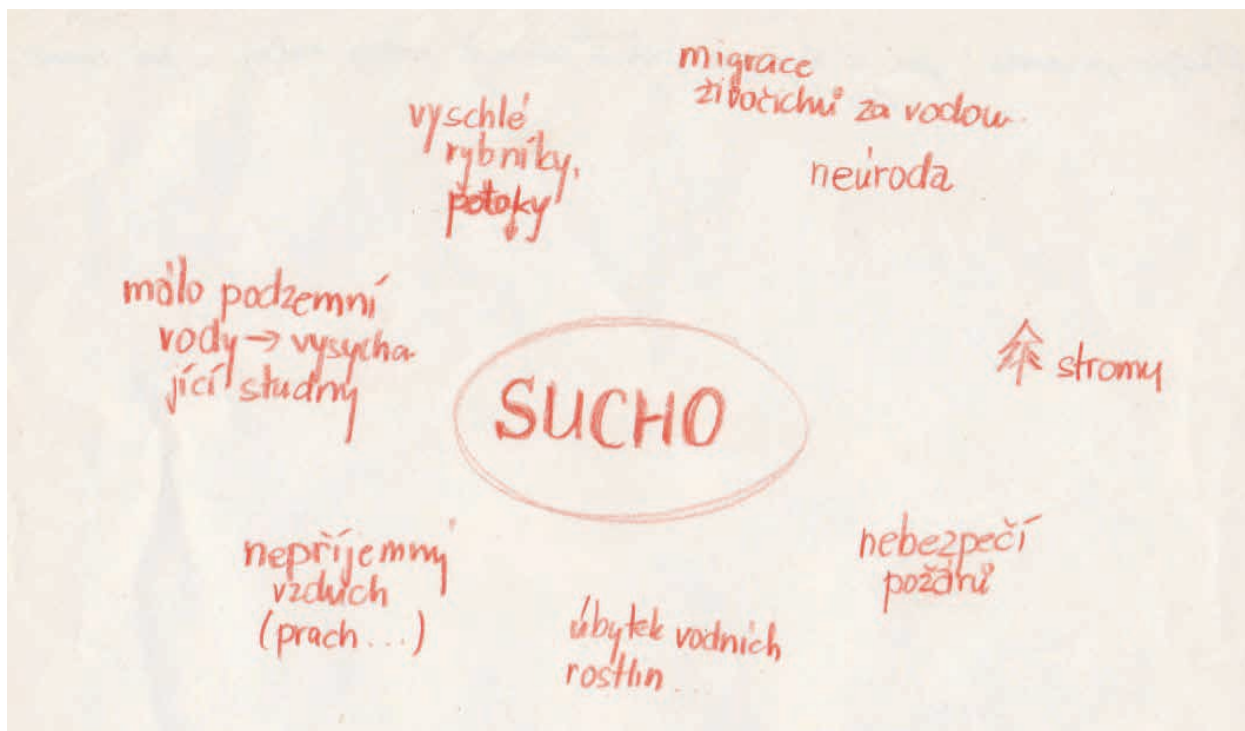 migrace
živočichů za vodou
neúroda
vyschlé
rybníky,
potoky
málo podzemní
vody → vysycha-
jící studny
stromy
SUCHO
nepříjemný
vzduch
(prach...)
nebezpečí
požárů
úbytek vodních
rostlin